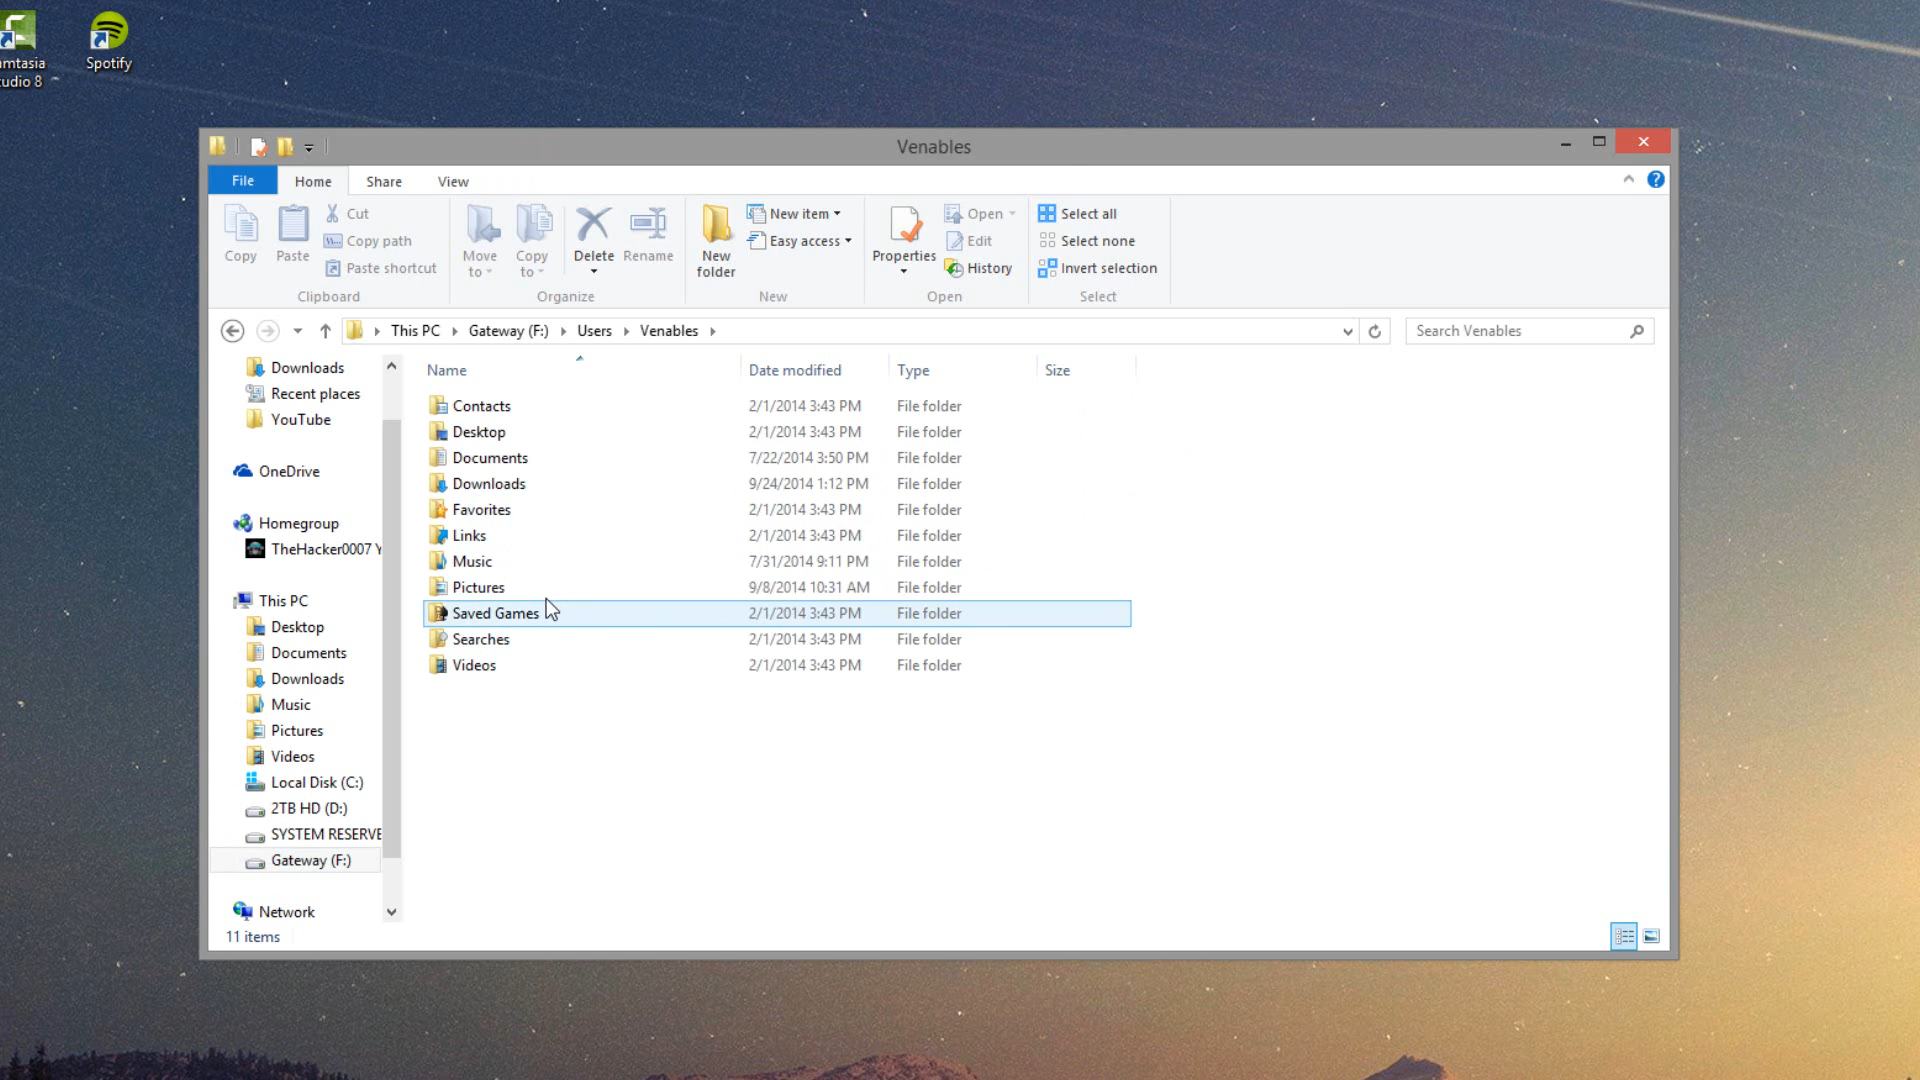 mtasia
udio 8
Spotify
Venables
File
Home
Share
View
Copy
Paste
Cut
Copy path
Paste shortcut
Clipboard
Move to
Copy to
Delete
Rename
Organize
New folder
New item
Easy access
New
Properties
Open
Edit
History
Open
Select all
Select none
Invert selection
Select
This PC
Gateway (F:)
Users
Venables
Search Venables
Downloads
Recent places
YouTube
OneDrive
Homegroup
TheHacker0007 Y
This PC
Desktop
Documents
Downloads
Music
Pictures
Videos
Local Disk (C:)
2TB HD (D:)
SYSTEM RESERVE
Gateway (F:)
Network
Name Date modified Type Size
Contacts 2/1/2014 3:43 PM File folder
Desktop 2/1/2014 3:43 PM File folder
Documents 7/22/2014 3:50 PM File folder
Downloads 9/24/2014 1:12 PM File folder
Favorites 2/1/2014 3:43 PM File folder
Links 2/1/2014 3:43 PM File folder
Music 7/31/2014 9:11 PM File folder
Pictures 9/8/2014 10:31 AM File folder
Saved Games 2/1/2014 3:43 PM File folder
Searches 2/1/2014 3:43 PM File folder
Videos 2/1/2014 3:43 PM File folder
11 items